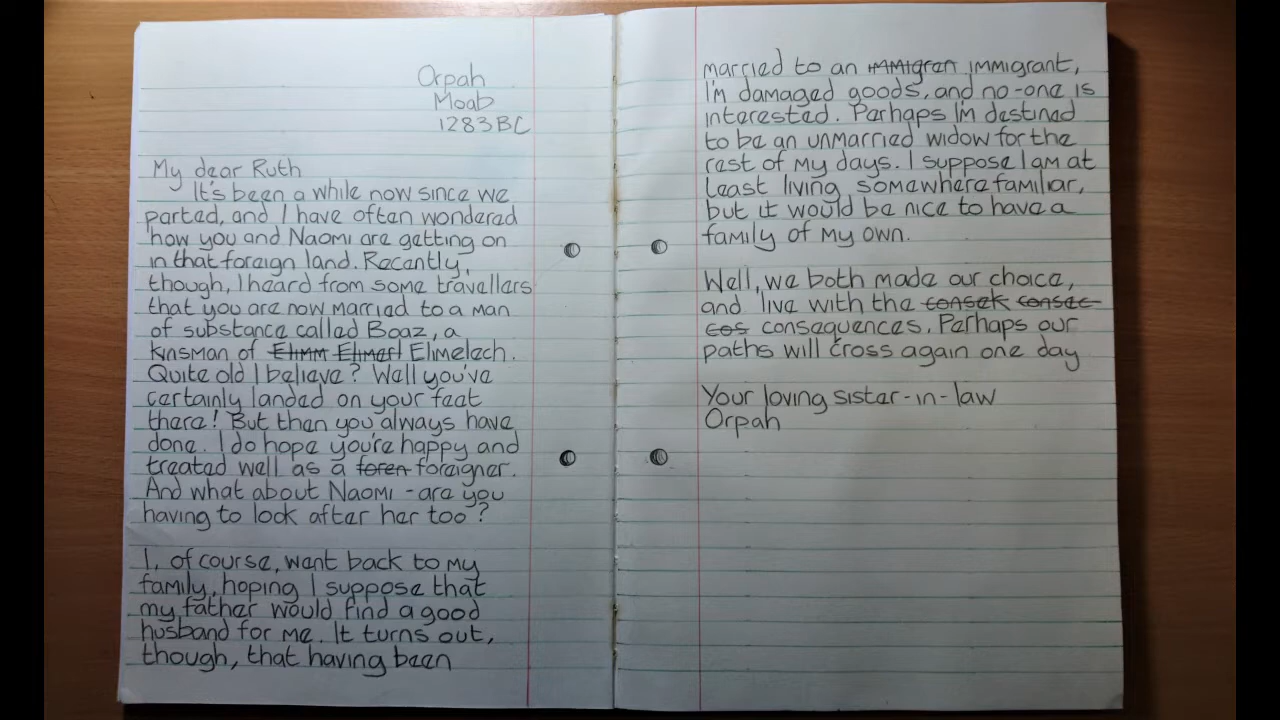 Orpah
Moab
1283BC
My dear Ruth
It's been a while now since we
parted, and I have often wondered
how you and Naomi are getting on
in that foreign land. Recently,
though, I heard from some travellers
that you are now married to a man
of substance called Boaz, a
kinsman of Elimm Elimerl Elimelech.
Quite old I believe? Well you've
certainly landed on your feet
there! But then you always have
done. I do hope you're happy and
treated well as a foren foreigner.
And what about Naomi - are you
having to look after her too?
I, of course, went back to my
family, hoping I suppose that
my father would find a good
husband for me. It turns out,
though, that having been
married to an immigren immigrant,
I'm damaged goods, and no-one is
interested. Perhaps I'm destined
to be an unmarried widow for the
rest of my days. I suppose I am at
least living somewhere familiar,
but it would be nice to have a
family of my own.
Well, we both made our choice,
and live with the consek consec
cos consequences. Perhaps our
paths will cross again one day
Your loving sister-in-law
Orpah